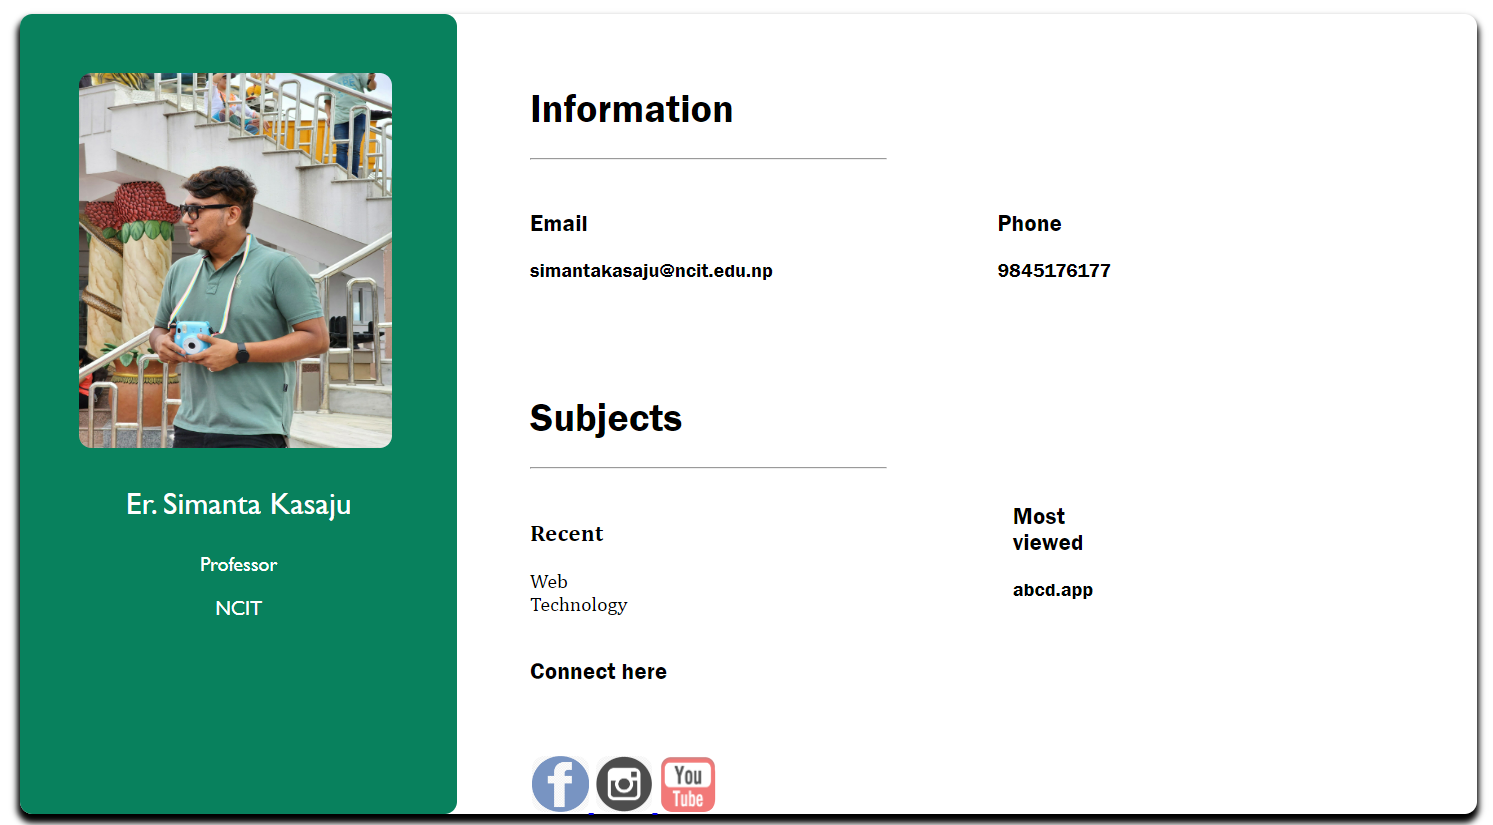 Information
Email
Phone
simantakasaju@ncit.edu.np
9845176177
Subjects
Er. Simanta Kasaju
Professor
NCIT
Recent
Web
Technology
Most
viewed
abcd.app
Connect here
f
You
Tube